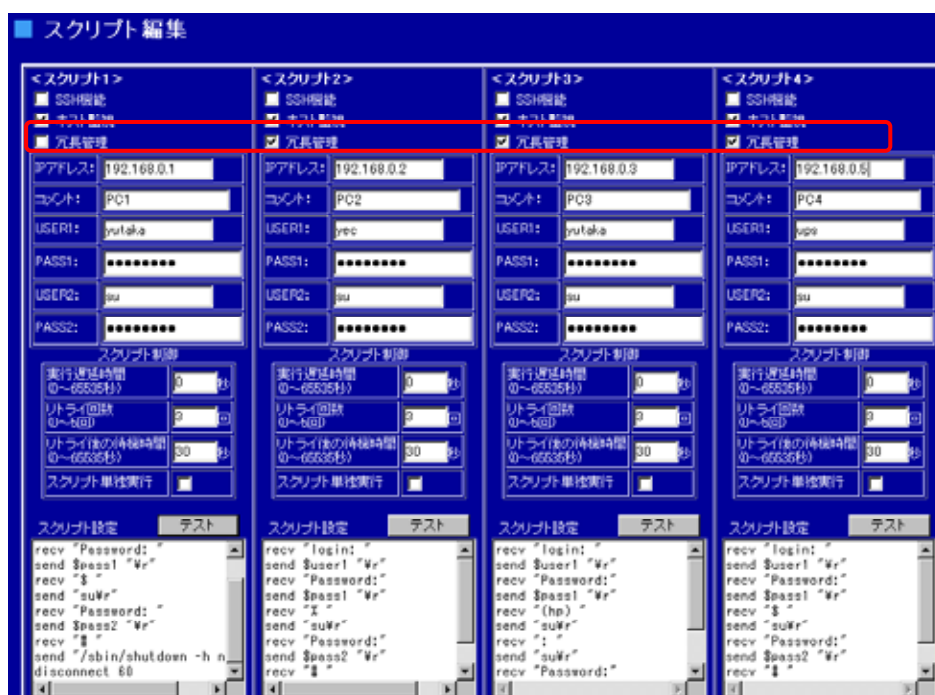 スクリプト編集
<スクリプト1>
SSH機能
ホスト監視
冗長管理
IPアドレス: 192.168.0.1
コメント: PC1
USER1: yutaka
PASS1: ●●●●●●●●
USER2: su
PASS2: ●●●●●●●●
スクリプト制御
実行遅延時間
(0~65535秒) 0 秒
リトライ回数
(0~5回) 3 回
リトライ後の待機時間
(0~65535秒) 30 秒
スクリプト単独実行
スクリプト設定 テスト
recv "Password: "
send $pass1 "¥r"
recv "$ "
send "su¥r"
recv "Password: "
send $pass2 "¥r"
recv "# "
send "/sbin/shutdown -h n
disconnect 60
<スクリプト2>
SSH機能
ホスト監視
冗長管理
IPアドレス: 192.168.0.2
コメント: PC2
USER1: yec
PASS1: ●●●●●●●●
USER2: su
PASS2: ●●●●●●●●
スクリプト制御
実行遅延時間
(0~65535秒) 0 秒
リトライ回数
(0~5回) 3 回
リトライ後の待機時間
(0~65535秒) 30 秒
スクリプト単独実行
スクリプト設定 テスト
recv "login: "
send $user1 "¥r"
recv "Password:"
send $pass1 "¥r"
recv "% "
send "su¥r"
recv "Password:"
send $pass2 "¥r"
recv "# "
<スクリプト3>
SSH機能
ホスト監視
冗長管理
IPアドレス: 192.168.0.3
コメント: PC3
USER1: yutaka
PASS1: ●●●●●●●●
USER2: su
PASS2: ●●●●●●●●
スクリプト制御
実行遅延時間
(0~65535秒) 0 秒
リトライ回数
(0~5回) 3 回
リトライ後の待機時間
(0~65535秒) 30 秒
スクリプト単独実行
スクリプト設定 テスト
recv "login: "
send $user1 "¥r"
recv "Password:"
send $pass1 "¥r"
recv "(hp) "
send "su¥r"
recv ": "
send "su¥r"
recv "Password:"
<スクリプト4>
SSH機能
ホスト監視
冗長管理
IPアドレス: 192.168.0.5
コメント: PC4
USER1: ups
PASS1: ●●●●●●●●
USER2: su
PASS2: ●●●●●●●●
スクリプト制御
実行遅延時間
(0~65535秒) 0 秒
リトライ回数
(0~5回) 3 回
リトライ後の待機時間
(0~65535秒) 30 秒
スクリプト単独実行
スクリプト設定 テスト
recv "login: "
send $user1 "¥r"
recv "Password:"
send $pass1 "¥r"
recv "$ "
send "su¥r"
recv "Password:"
send $pass2 "¥r"
recv "# "